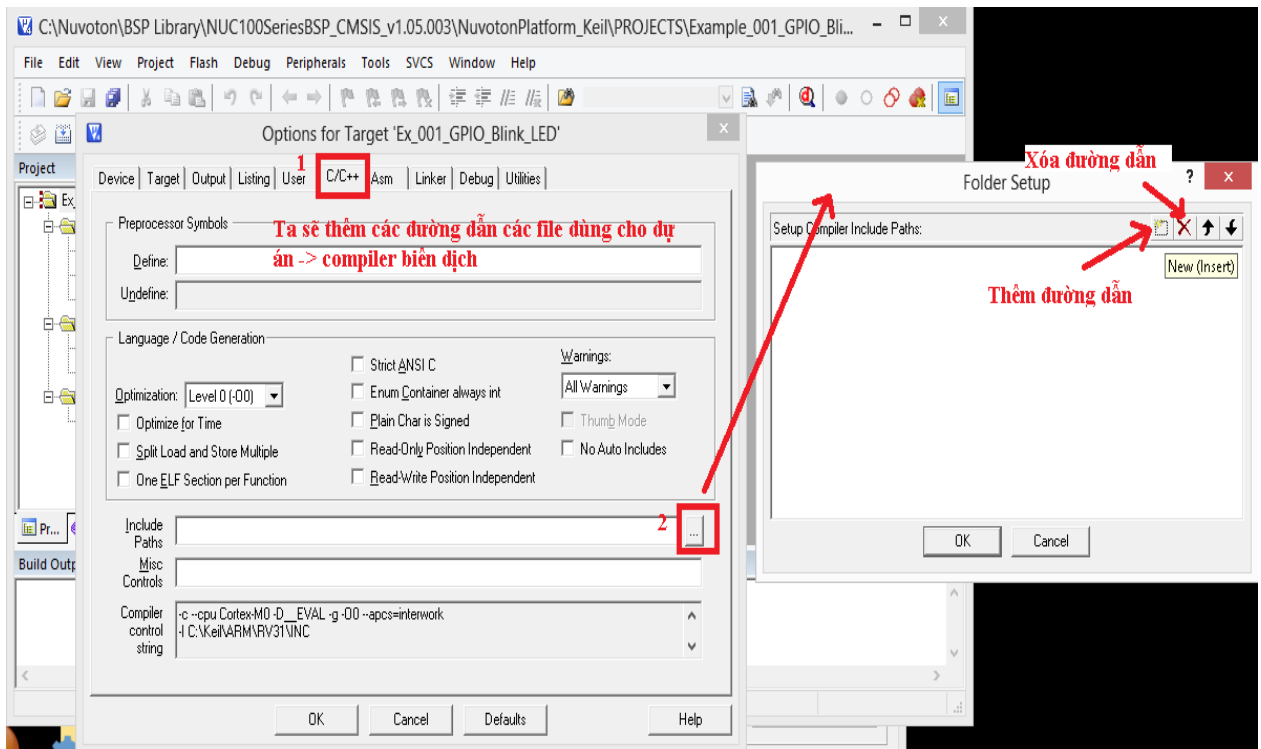 C:\Nuvoton\BSP Library\NUC100SeriesBSP_CMSIS_v1.05.003\NuvotonPlatform_Keil\PROJECTS\Example_001_GPIO_Bli...
File Edit View Project Flash Debug Peripherals Tools SVCS Window Help
Options for Target 'Ex_001_GPIO_Blink_LED'
Project
Ex_
1
Device Target Output Listing User C/C++ Asm Linker Debug Utilities
Preprocessor Symbols
Ta sẽ thêm các đường dẫn các file dùng cho dự
án -> compiler biên dịch
Define:
Undefine:
Language / Code Generation
Strict ANSI C
Warnings:
Optimization: Level 0 (-O0)
Enum Container always int
All Warnings
Optimize for Time
Plain Char is Signed
Thumb Mode
Split Load and Store Multiple
Read-Only Position Independent
No Auto Includes
One ELF Section per Function
Read-Write Position Independent
Include
Paths
2
...
Misc
Controls
Compiler
control
string
-c --cpu Cortex-M0 -D__EVAL -g -O0 --apcs=interwork
-I C:\Keil\ARM\RV31\INC
OK Cancel Defaults Help
Pr...
Build Outp
Xóa đường dẫn
Folder Setup
?
Setup Compiler Include Paths:
New (Insert)
Thêm đường dẫn
OK Cancel